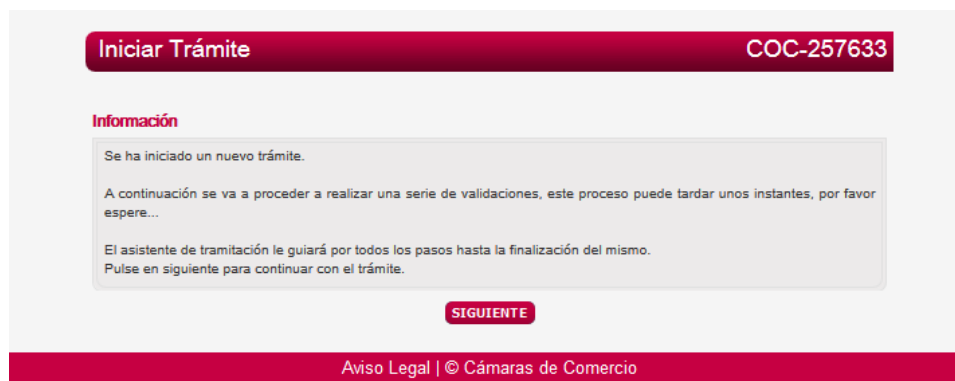 Iniciar Trámite COC-257633
Información
Se ha iniciado un nuevo trámite.
A continuación se va a proceder a realizar una serie de validaciones, este proceso puede tardar unos instantes, por favor
espere...
El asistente de tramitación le guiará por todos los pasos hasta la finalización del mismo.
Pulse en siguiente para continuar con el trámite.
SIGUIENTE
Aviso Legal | © Cámaras de Comercio